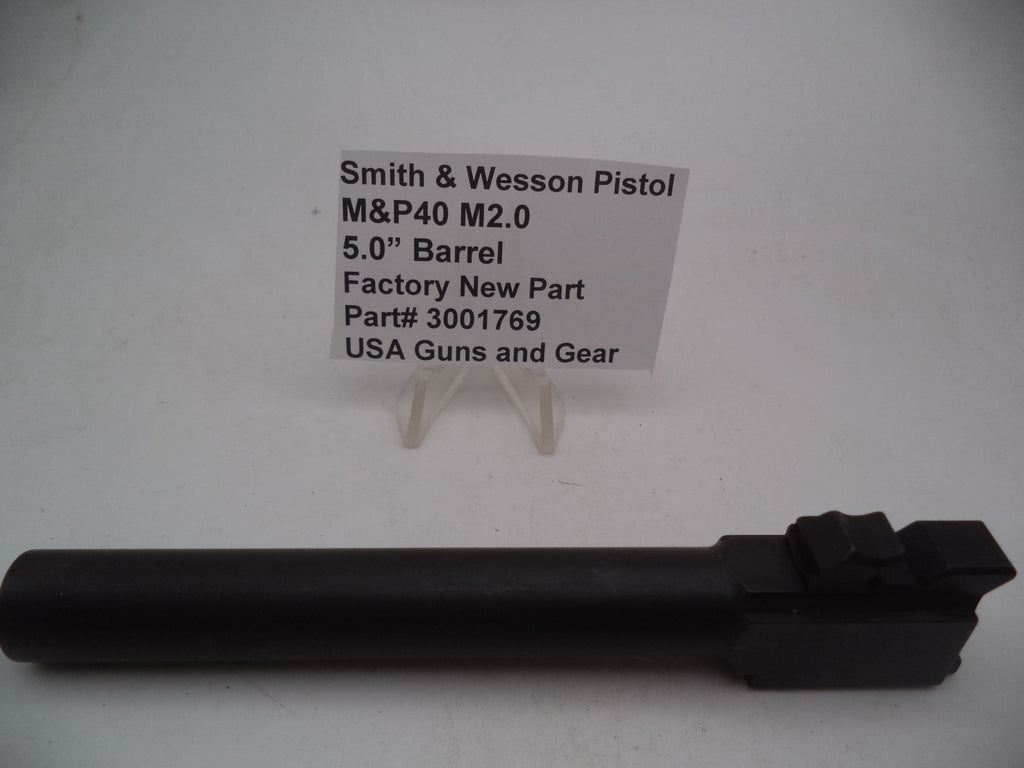 Smith & Wesson Pistol
M&P40 M2.0
5.0” Barrel
Factory New Part
Part# 3001769
USA Guns and Gear